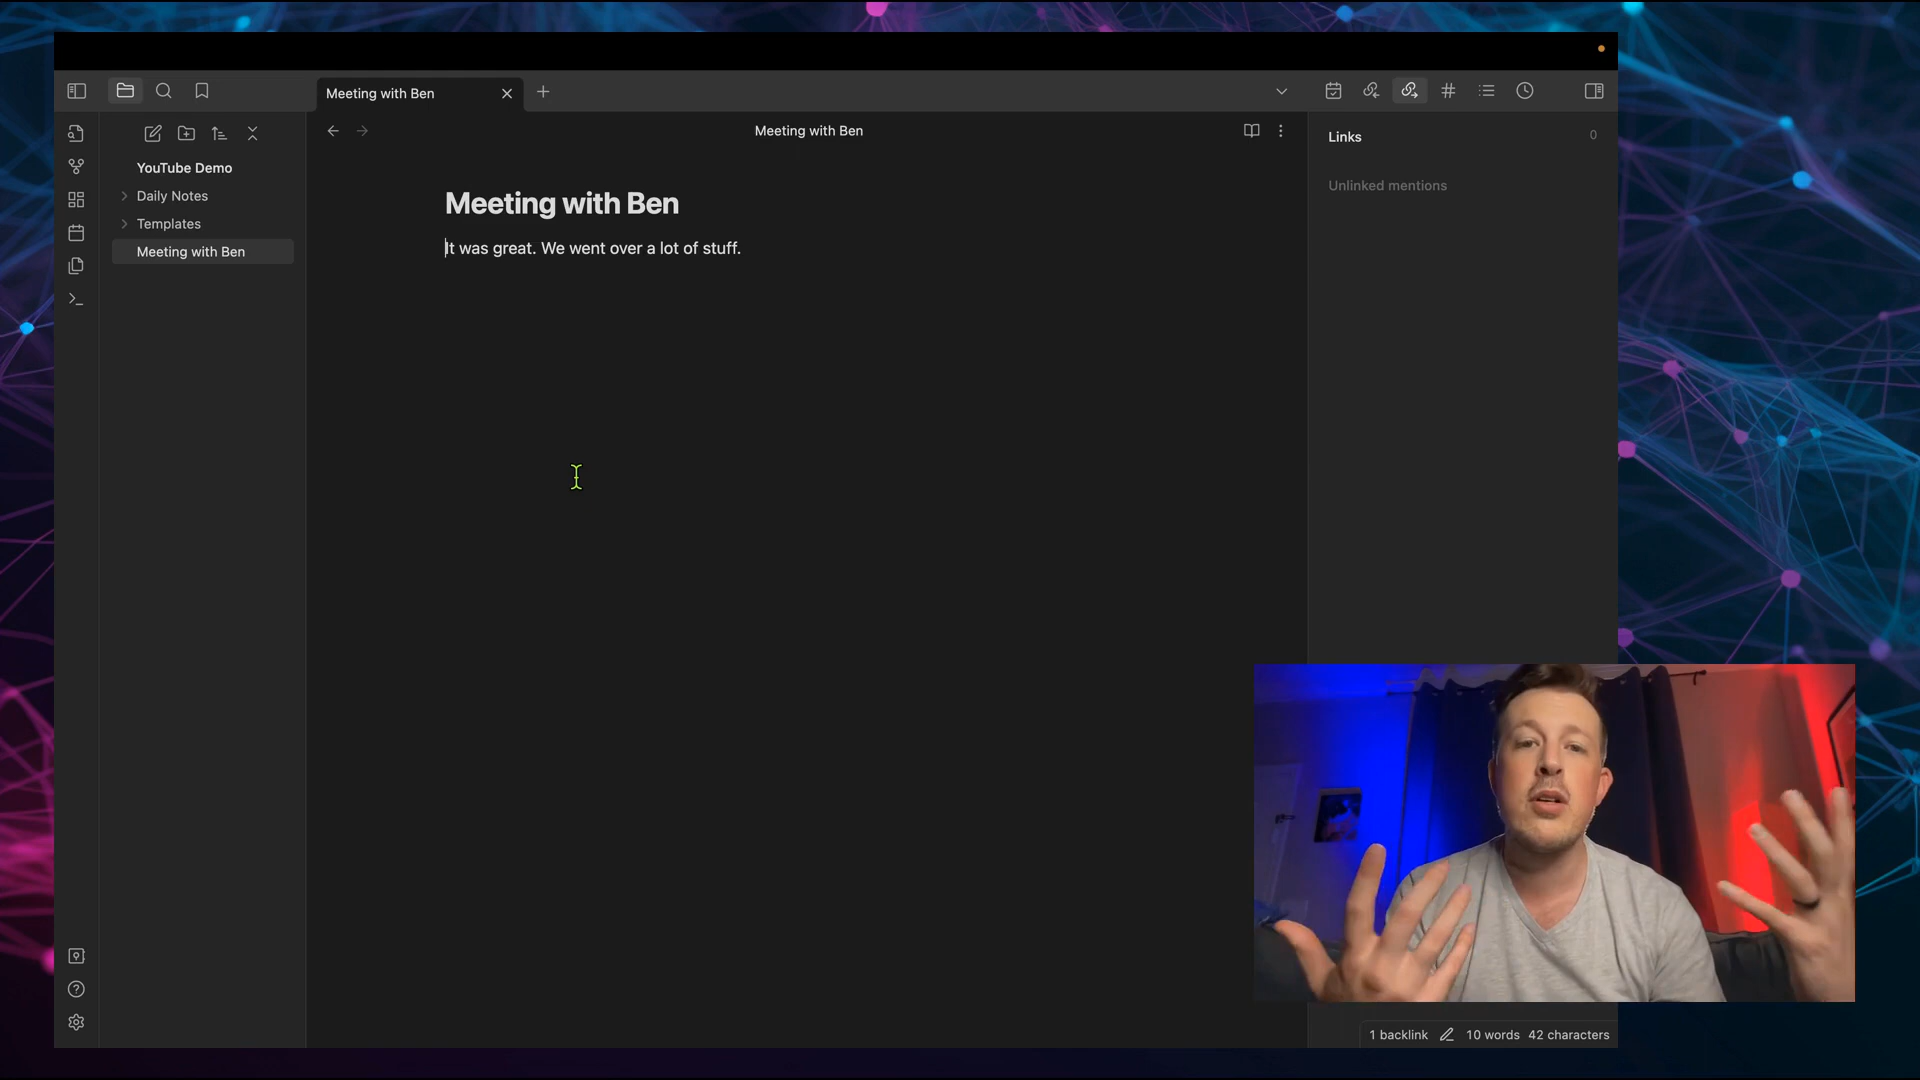 Meeting with Ben
Meeting with Ben
Links
0
YouTube Demo
Daily Notes
Templates
Meeting with Ben
Unlinked mentions
Meeting with Ben
It was great. We went over a lot of stuff.
1 backlink 10 words 42 characters